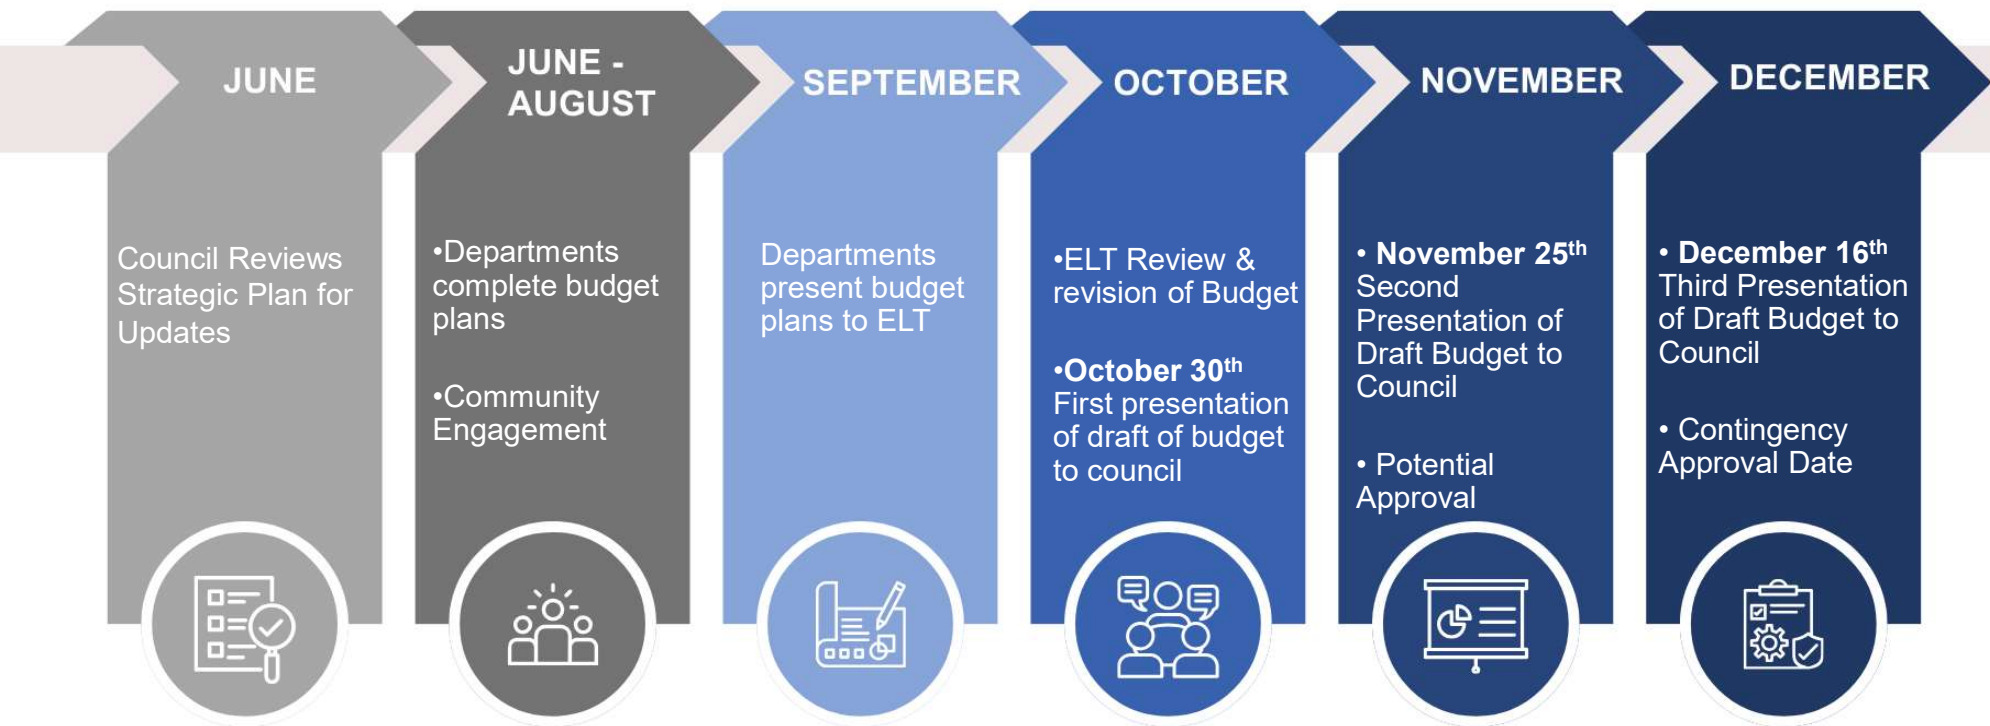 JUNE
Council Reviews
Strategic Plan for
Updates
JUNE -
AUGUST
•Departments
complete budget
plans
•Community
Engagement
SEPTEMBER
Departments
present budget
plans to ELT
OCTOBER
•ELT Review &
revision of Budget
•October 30th
First presentation
of draft of budget
to council
NOVEMBER
• November 25th
Second
Presentation of
Draft Budget to
Council
• Potential
Approval
DECEMBER
• December 16th
Third Presentation
of Draft Budget to
Council
• Contingency
Approval Date